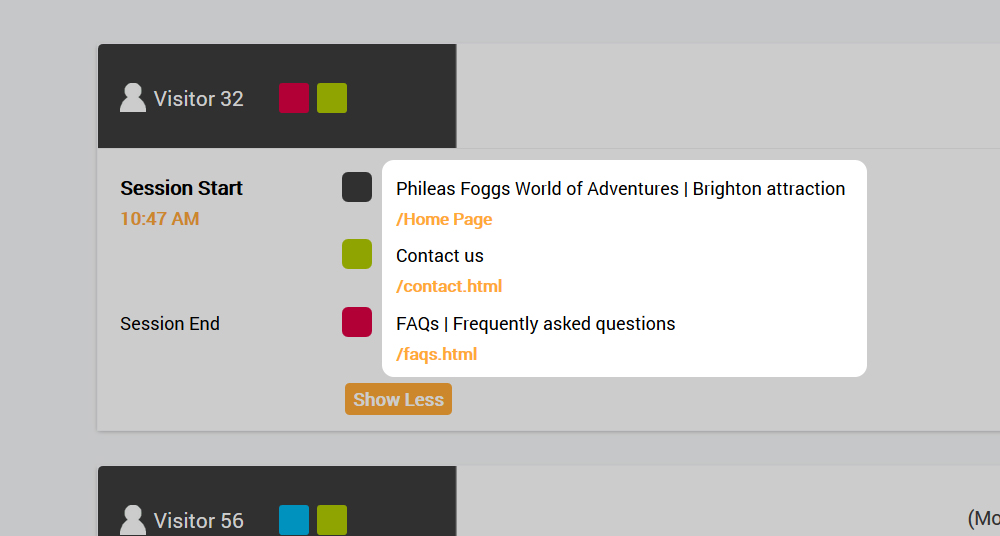 Visitor 32
Session Start
10:47 AM
Phileas Foggs World of Adventures | Brighton attraction
/Home Page
Contact us
/contact.html
Session End
FAQs | Frequently asked questions
/faqs.html
Show Less
Visitor 56